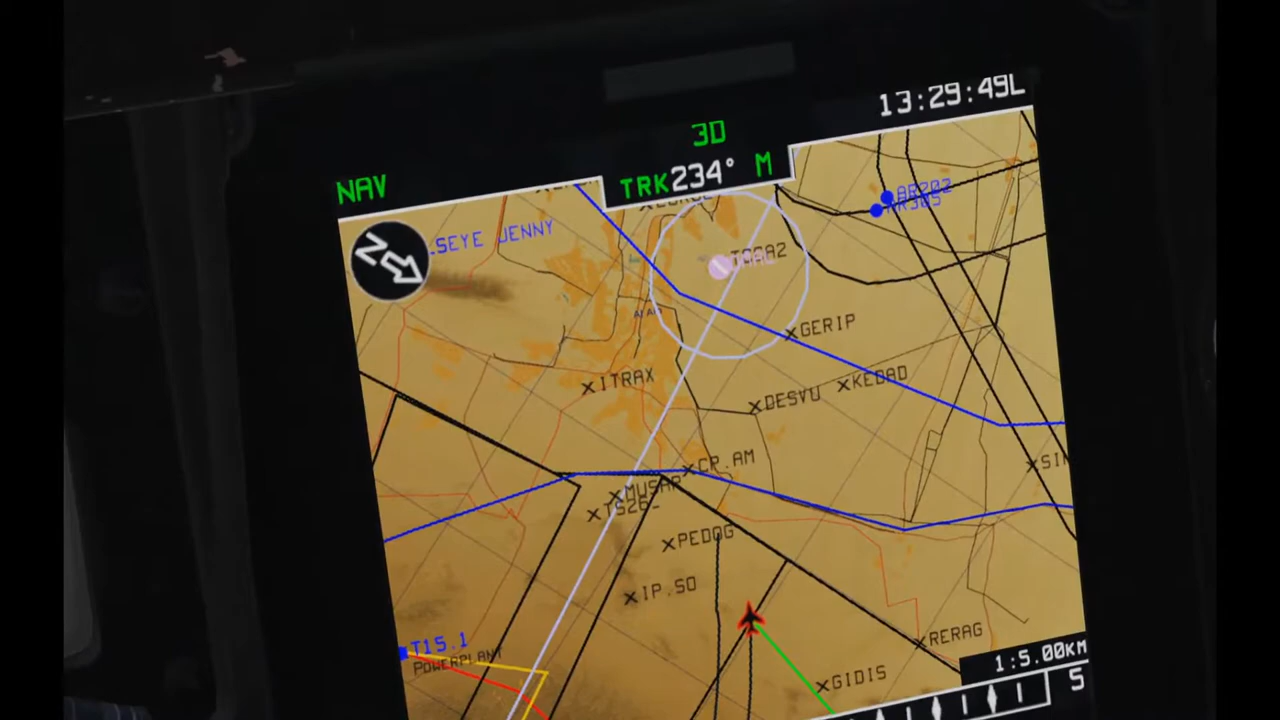 13:29:49L
3D
NAV
TRK234° M
AR202
AR305
SEYE JENNY
GERIP
ITRAX
KEDAD
DESVU
CP.AM
MUSAP
PEDOG
IP.SO
T15.1
POWERPLANT
RERAG
GIDIS
1:5.00KM
S